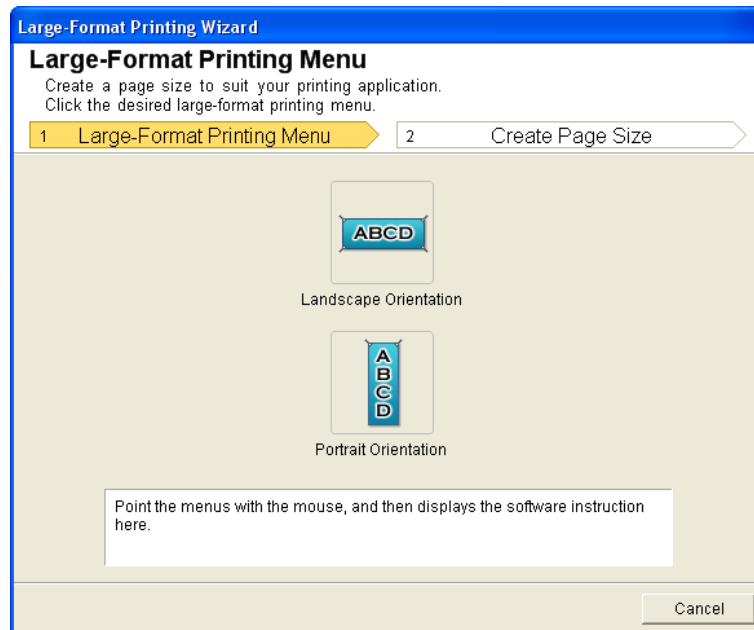 Large-Format Printing Wizard
Large-Format Printing Menu
Create a page size to suit your printing application.
Click the desired large-format printing menu.
1 Large-Format Printing Menu 2 Create Page Size
ABCD
Landscape Orientation
A
B
C
D
Portrait Orientation
Point the menus with the mouse, and then displays the software instruction
here.
Cancel